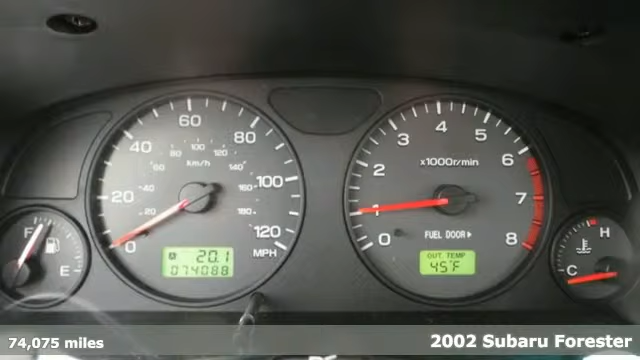 60
40
80
100
80
120
Km/h
60
140
20
40
100
160
20
180
0
120
MPH
A 20.1
074088
F
E
4
3
5
2
6
x1000r/min
1
7
0
8
FUEL DOOR
OUT. TEMP
45°F
H
C
74,075 miles
2002 Subaru Forester